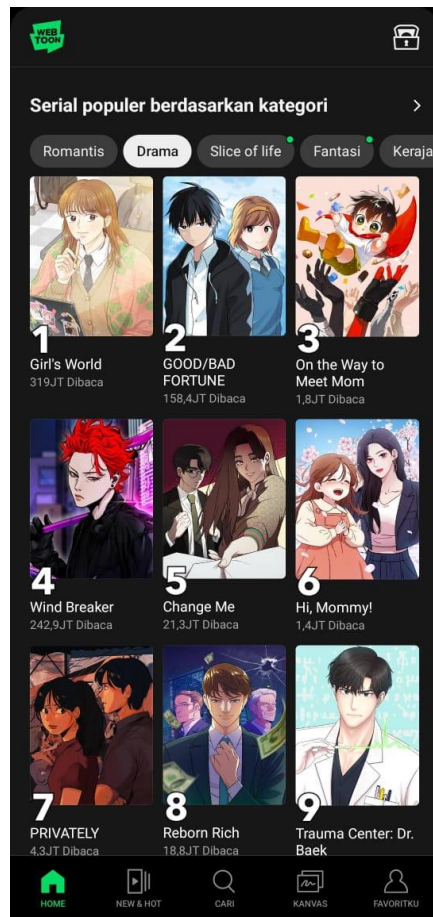 WEB
TOON
Serial populer berdasarkan kategori
Romantis Drama Slice of life Fantasi Keraja
1 2 3
Girl's World
319JT Dibaca
GOOD/BAD
FORTUNE
158,4JT Dibaca
On the Way to
Meet Mom
1,8JT Dibaca
4 5 6
Wind Breaker
242,9JT Dibaca
Change Me
21,3JT Dibaca
Hi, Mommy!
1,4JT Dibaca
7 8 9
PRIVATELY
4,3JT Dibaca
Reborn Rich
18,8JT Dibaca
Trauma Center: Dr.
Baek
HOME NEW & HOT CARI KANVAS FAVORITKU